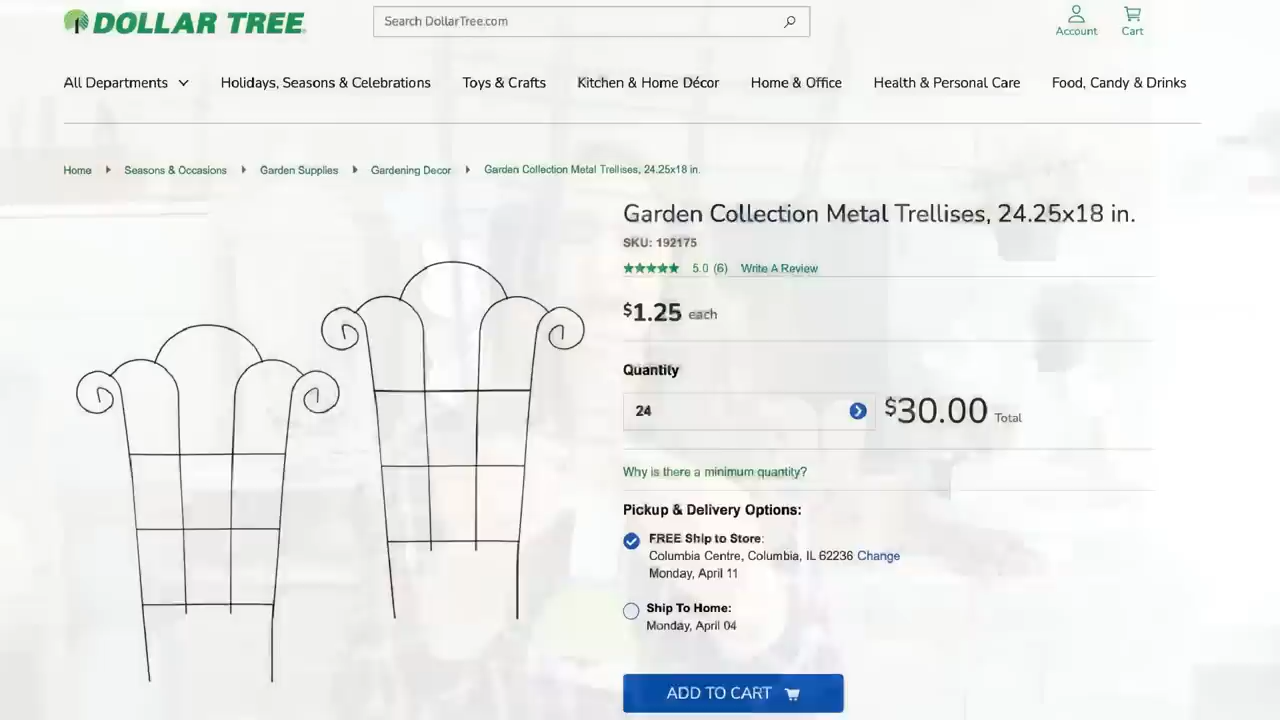 DOLLAR TREE
Search DollarTree.com
Account
Cart
All Departments
Holidays, Seasons & Celebrations
Toys & Crafts
Kitchen & Home Décor
Home & Office
Health & Personal Care
Food, Candy & Drinks
Home
Seasons & Occasions
Garden Supplies
Gardening Decor
Garden Collection Metal Trellises, 24.25x18 in.
Garden Collection Metal Trellises, 24.25x18 in.
SKU: 192175
5.0 (6) Write A Review
$1.25 each
Quantity
24
$30.00 Total
Why is there a minimum quantity?
Pickup & Delivery Options:
FREE Ship to Store:
Columbia Centre, Columbia, IL 62236 Change
Monday, April 11
Ship To Home:
Monday, April 04
ADD TO CART